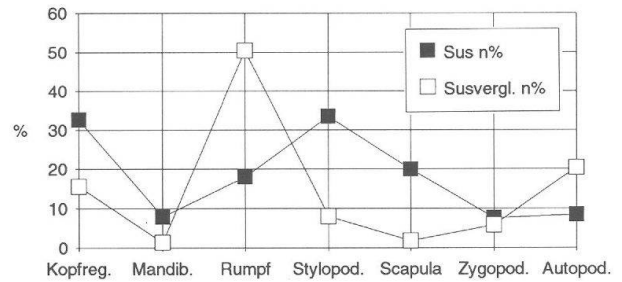 60
50
40
30
20
10
0
%
Sus n%
Susvergl. n%
Kopfreg. Mandib. Rumpf Stylopod. Scapula Zygopod. Autopod.